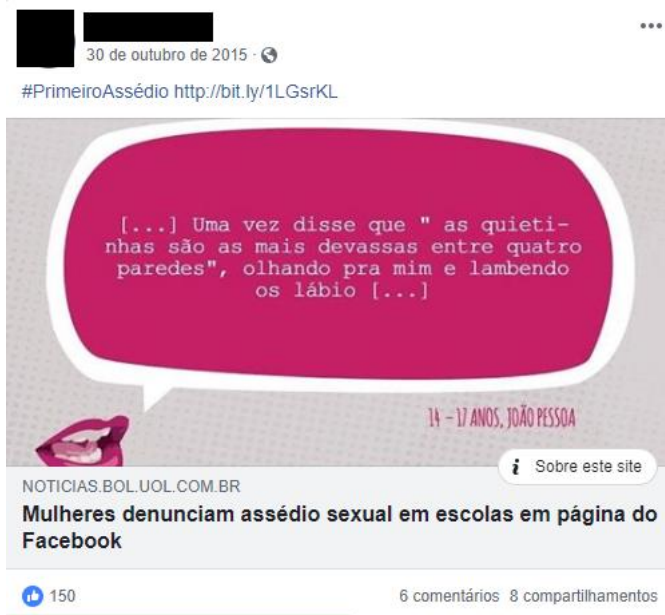 30 de outubro de 2015 ·
#PrimeiroAssédio http://bit.ly/1LGsrKL
[...] Uma vez disse que " as quieti-
nhas são as mais devassas entre quatro
paredes", olhando pra mim e lambendo
os lábio [...]
14 – 17 ANOS, JOÃO PESSOA
i Sobre este site
NOTICIAS.BOL.UOL.COM.BR
Mulheres denunciam assédio sexual em escolas em página do
Facebook
150 6 comentários 8 compartilhamentos